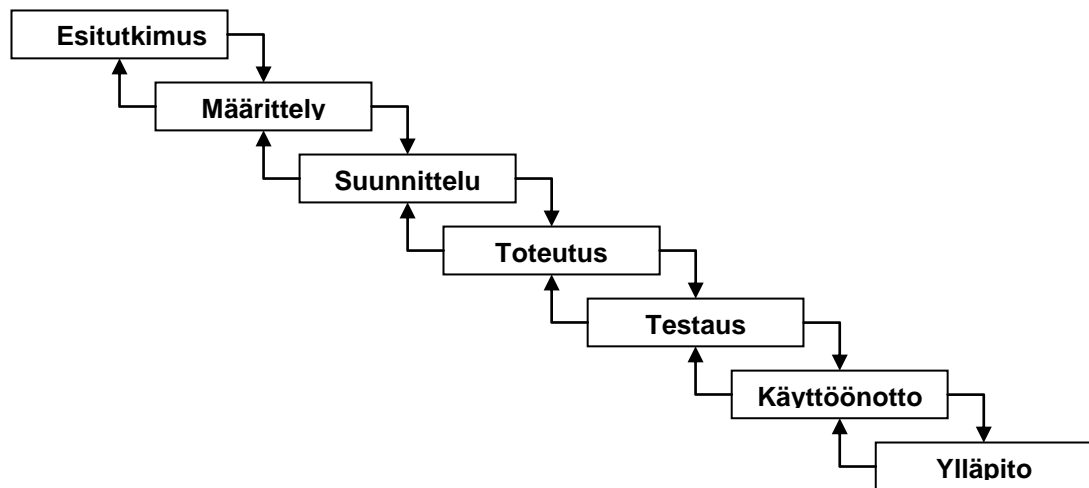 Esitutkimus
Määrittely
Suunnittelu
Toteutus
Testaus
Käyttöönotto
Ylläpito